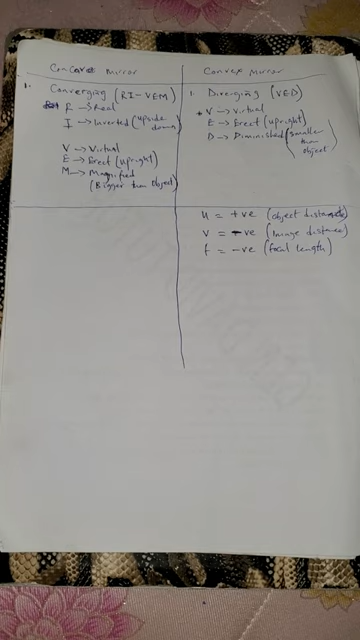 Concave mirror
1. Converging (RI-VEM)
R → Real
I → Inverted (upside down)
V → Virtual
E → Erect (upright)
M → Magnified
(Bigger than object)
Convex mirror
1. Diverging (VED)
V → Virtual
E → Erect (upright)
D → Diminished (smaller than object)
u = +ve (object distance)
v = -ve (image distance)
f = -ve (focal length)